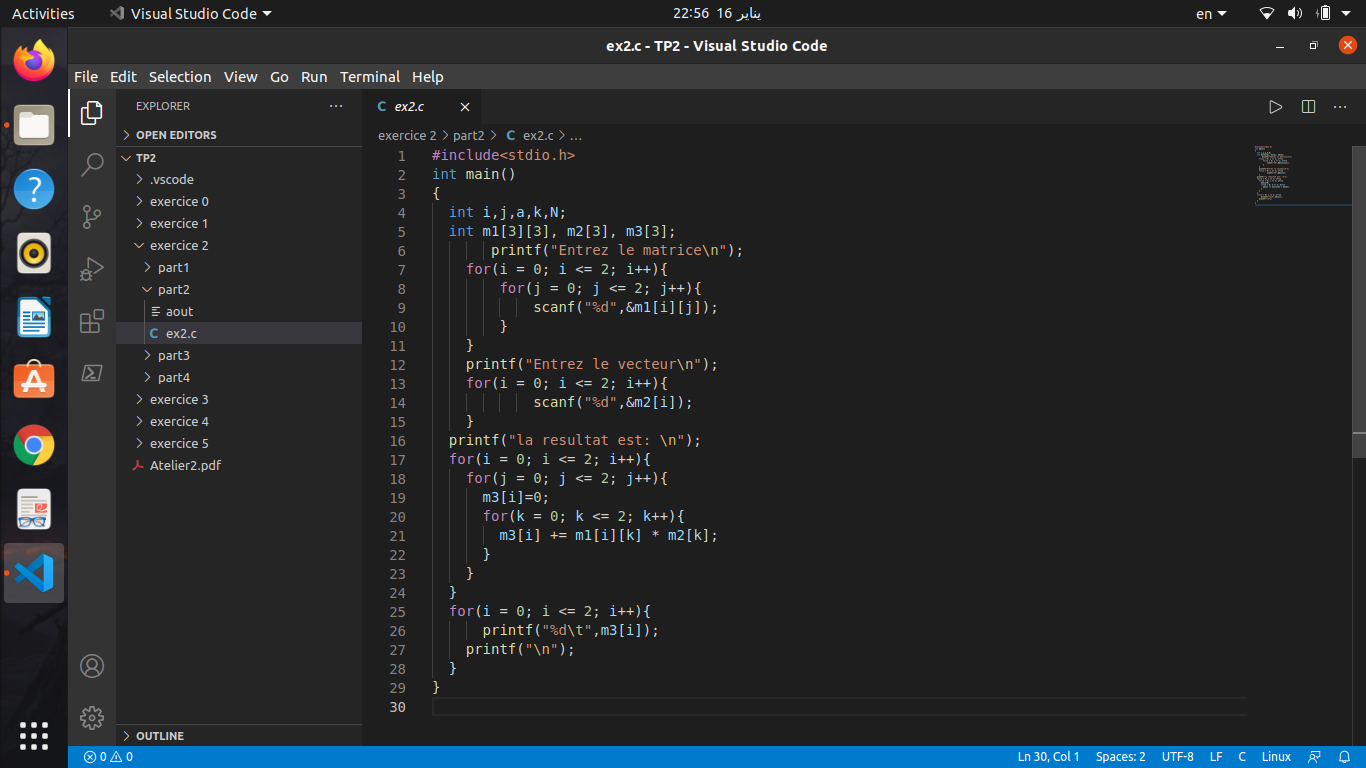 Activities
Visual Studio Code
22:56 16 يناير
en
ex2.c - TP2 - Visual Studio Code
File Edit Selection View Go Run Terminal Help
EXPLORER
OPEN EDITORS
TP2
.vscode
exercice 0
exercice 1
exercice 2
part1
part2
aout
C ex2.c
part3
part4
exercice 3
exercice 4
exercice 5
Atelier2.pdf
OUTLINE
C ex2.c
exercice 2 > part2 > C ex2.c > ...
1 #include<stdio.h>
2 int main()
3 {
4 int i,j,a,k,N;
5 int m1[3][3], m2[3], m3[3];
6 printf("Entrez le matrice\n");
7 for(i = 0; i <= 2; i++){
8 for(j = 0; j <= 2; j++){
9 scanf("%d",&m1[i][j]);
10 }
11 }
12 printf("Entrez le vecteur\n");
13 for(i = 0; i <= 2; i++){
14 scanf("%d",&m2[i]);
15 }
16 printf("la resultat est: \n");
17 for(i = 0; i <= 2; i++){
18 for(j = 0; j <= 2; j++){
19 m3[i]=0;
20 for(k = 0; k <= 2; k++){
21 m3[i] += m1[i][k] * m2[k];
22 }
23 }
24 }
25 for(i = 0; i <= 2; i++){
26 printf("%d\t",m3[i]);
27 printf("\n");
28 }
29 }
30
0 0
Ln 30, Col 1 Spaces: 2 UTF-8 LF C Linux